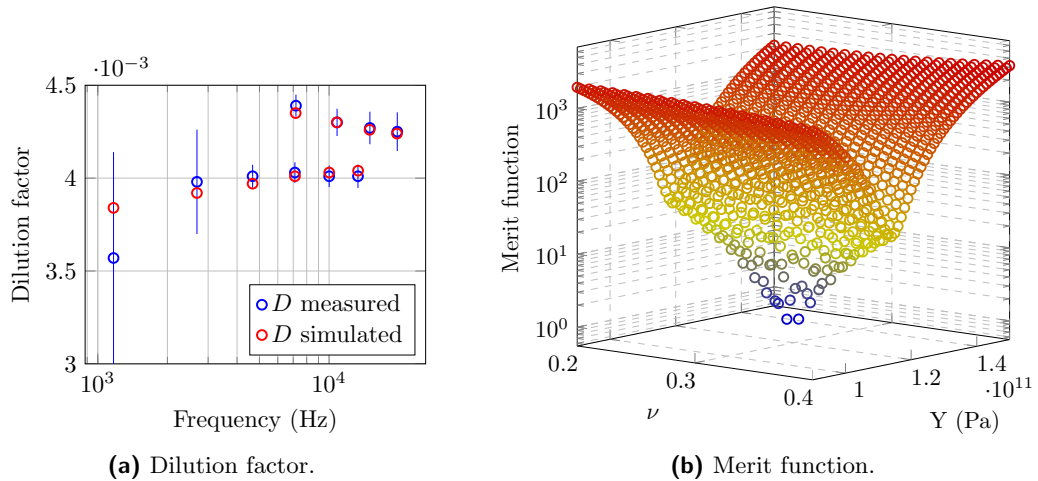 ·10⁻³
4.5
4
3.5
3
10³
10⁴
Dilution factor
Frequency (Hz)
D measured
D simulated
(a) Dilution factor.
10³
10²
10¹
10⁰
Merit function
0.2
0.3
0.4
ν
1
1.2
1.4
·10¹¹
Y (Pa)
(b) Merit function.